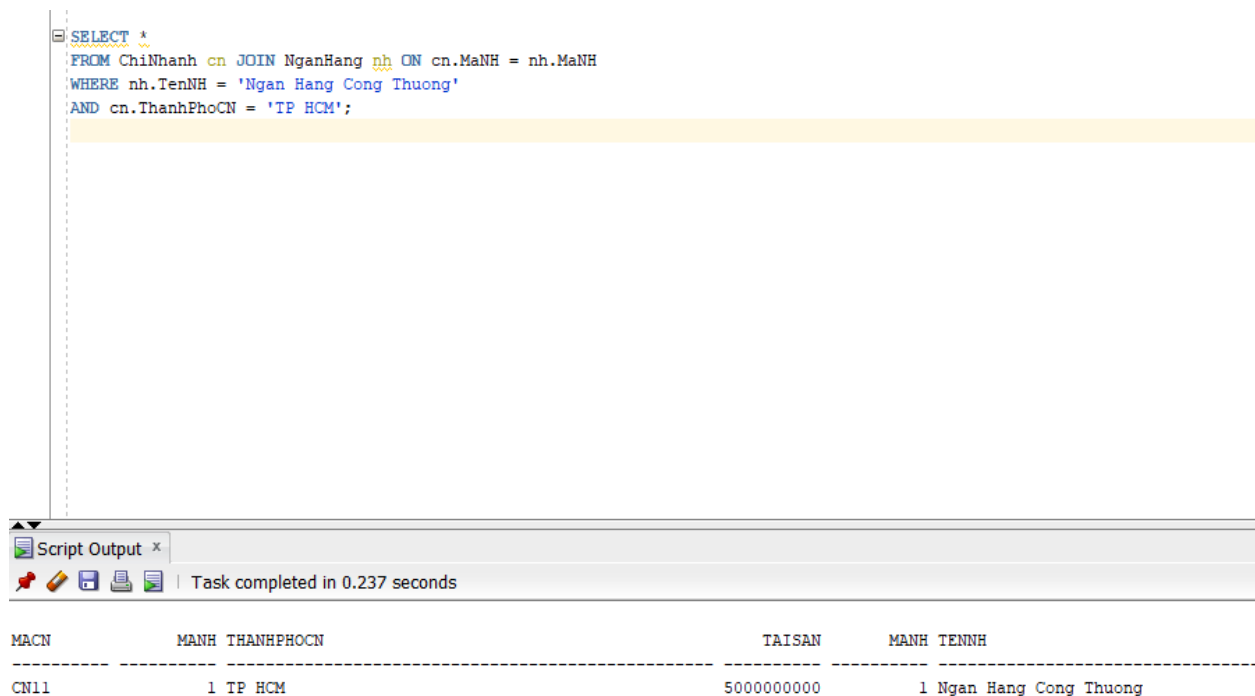 SELECT *
FROM ChiNhanh cn JOIN NganHang nh ON cn.MaNH = nh.MaNH
WHERE nh.TenNH = 'Ngan Hang Cong Thuong'
AND cn.ThanhPhoCN = 'TP HCM';
Script Output x
Task completed in 0.237 seconds
MACN MANH THANHPHOCN TAISAN MANH TENNH
CN11 1 TP HCM 5000000000 1 Ngan Hang Cong Thuong